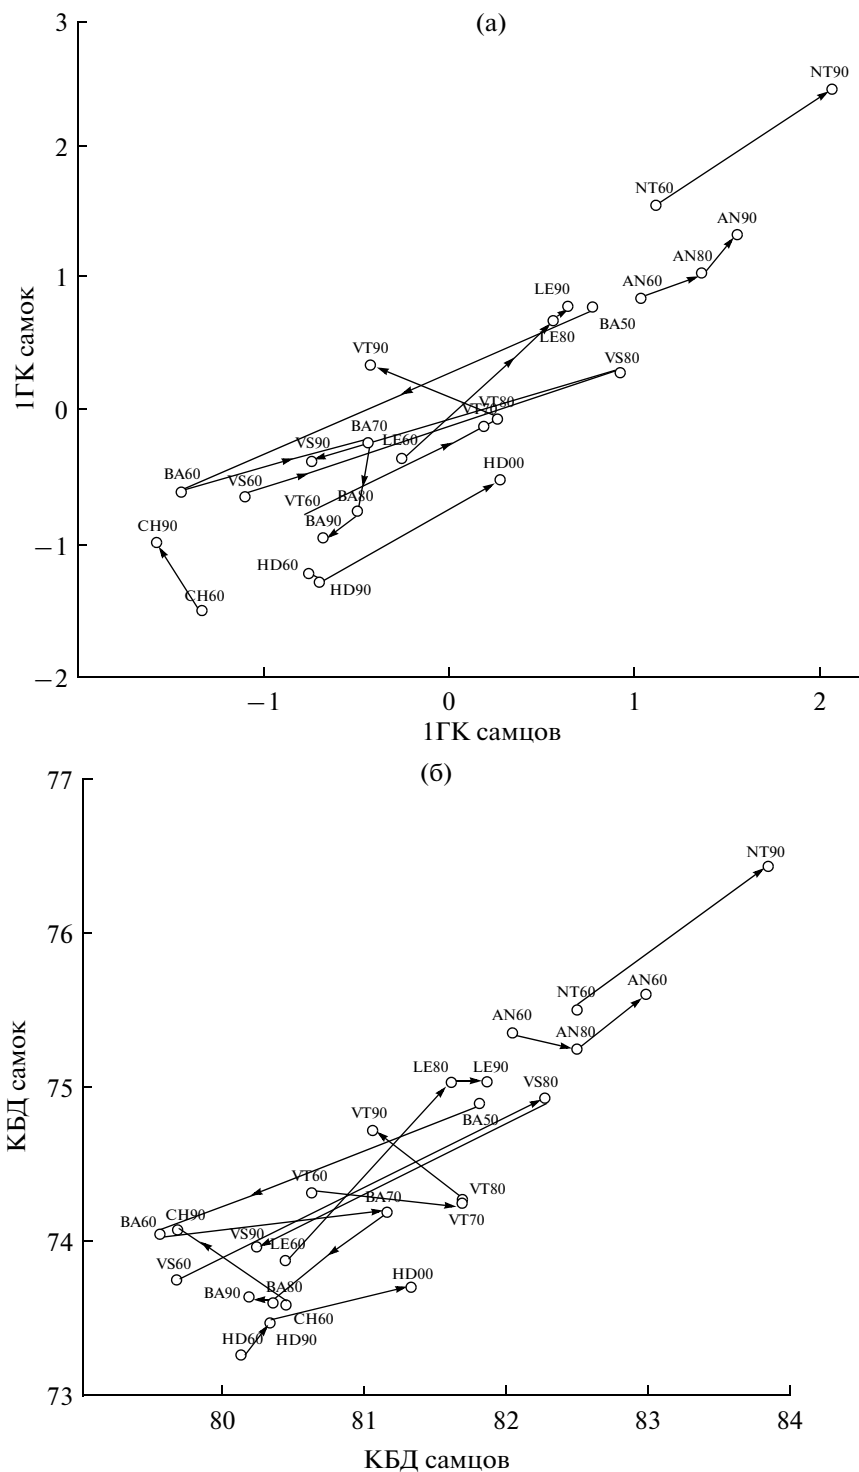 (а)
3
NT90
2
NT60
AN90
AN80
1
AN60
LE90
BA50
LE80
VT90
VS80
0
VT80
VT70
BA70
VS90
LE60
BA60
VS60
HD00
VT60
BA80
BA90
CH90
−1
HD60
HD90
CH60
−2
−1
0
1
2
1ГК самок
1ГК самцов
(б)
77
NT90
76
NT60
AN60
AN60
AN80
LE80
LE90
75
VS80
BA50
VT90
VT60
VT80
BA70
VT70
BA60
CH90
VS90
LE60
74
VS60
BA90
BA80
HD00
CH60
HD60
HD90
73
80
81
82
83
84
КБД самок
КБД самцов